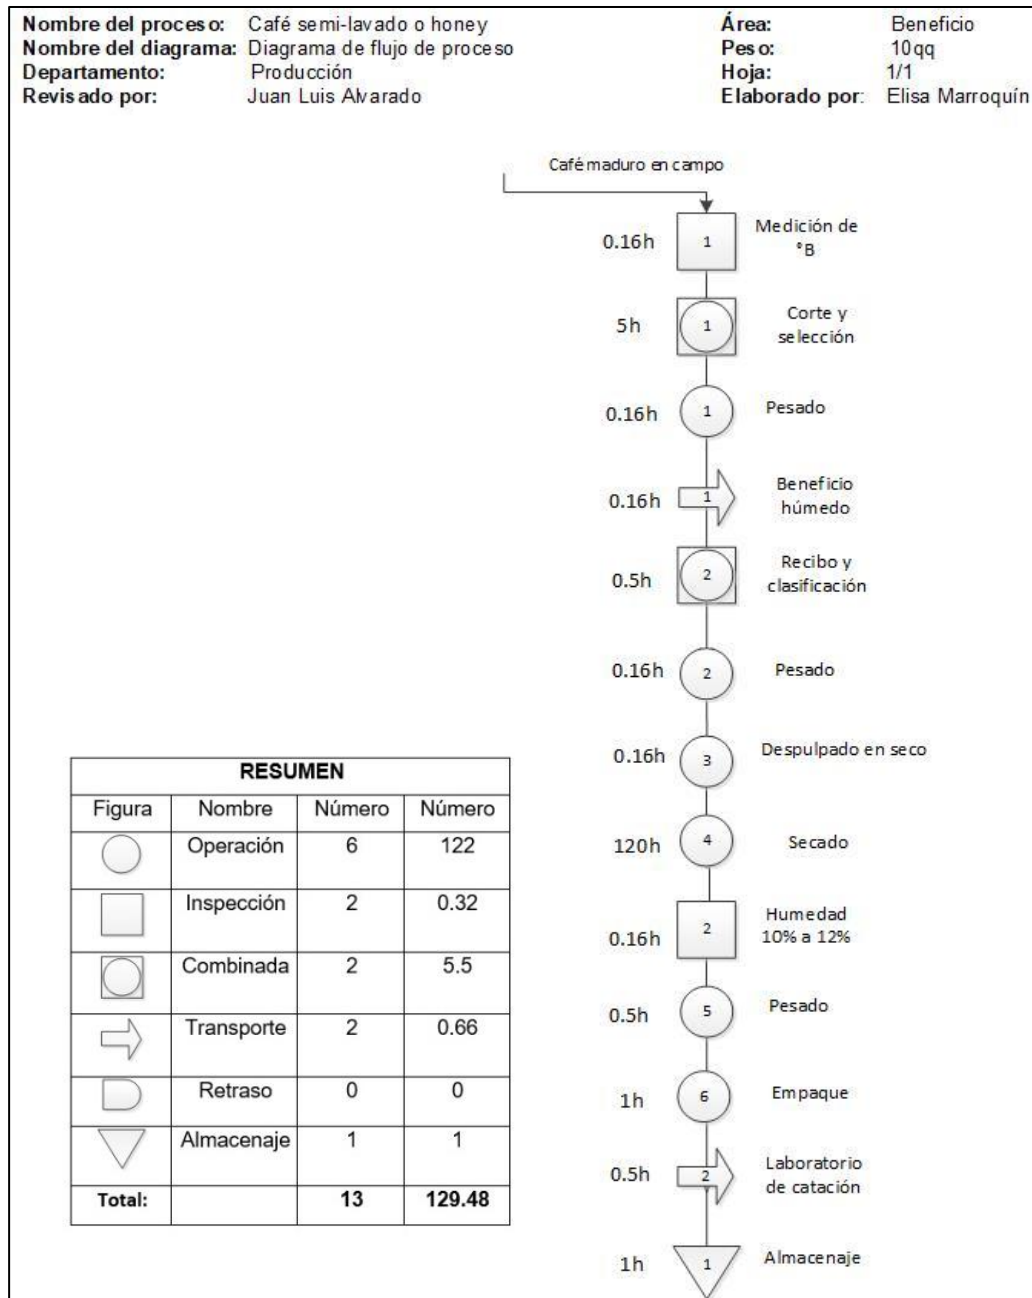 Nombre del proceso: Café semi-lavado o honey
Nombre del diagrama: Diagrama de flujo de proceso
Departamento: Producción
Revisado por: Juan Luis Alvarado
Área: Beneficio
Peso: 10qq
Hoja: 1/1
Elaborado por: Elisa Marroquín
Café maduro en campo
0.16h 1 Medición de
°B
5h 1 Corte y
selección
0.16h 1 Pesado
0.16h 1 Beneficio
húmedo
0.5h 2 Recibo y
clasificación
0.16h 2 Pesado
0.16h 3 Despulpado en seco
120h 4 Secado
0.16h 2 Humedad
10% a 12%
0.5h 5 Pesado
1h 6 Empaque
0.5h 2 Laboratorio
de catación
1h 1 Almacenaje
RESUMEN
Figura Nombre Número Número
Operación 6 122
Inspección 2 0.32
Combinada 2 5.5
Transporte 2 0.66
Retraso 0 0
Almacenaje 1 1
Total: 13 129.48